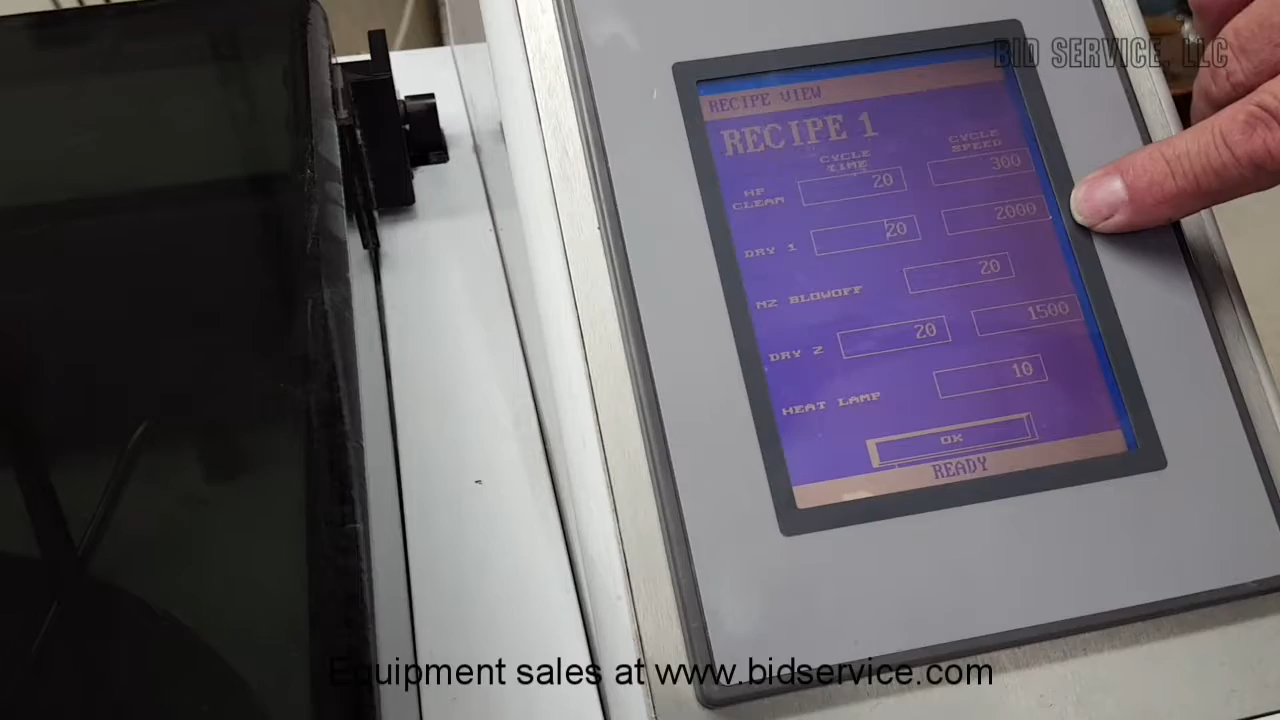 BID SERVICE, LLC
RECIPE VIEW
RECIPE 1
CYCLE TIME
CYCLE SPEED
HF CLEAN 20 300
DRY 1 20 2000
N2 BLOWOFF 20
DRY 2 20 1500
HEAT LAMP 10
OK
READY
Equipment sales at www.bidservice.com